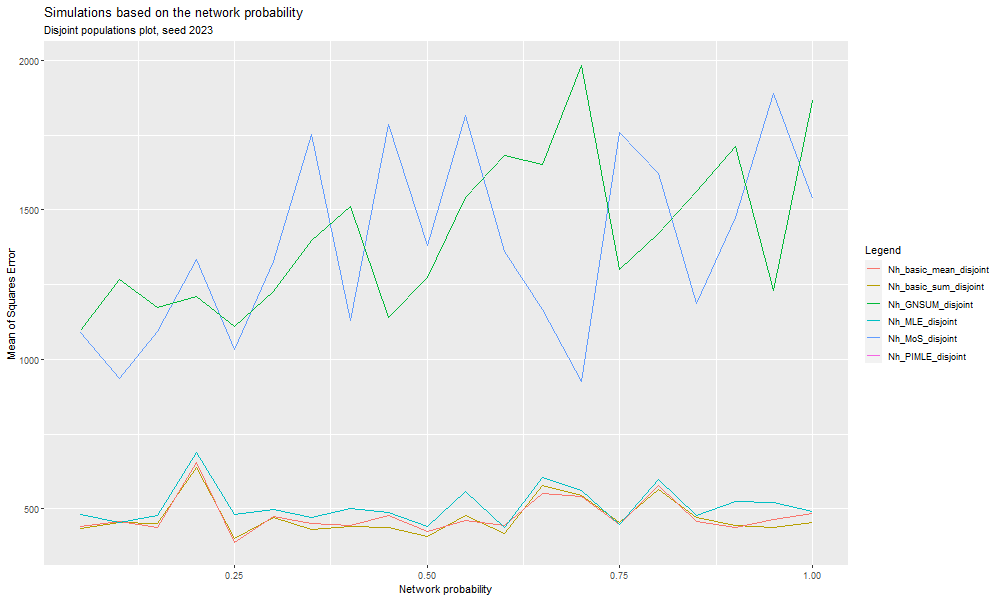 Simulations based on the network probability
Disjoint populations plot, seed 2023
2000
1500
1000
500
Mean of Squares Error
0.25
0.50
0.75
1.00
Network probability
Legend
Nh_basic_mean_disjoint
Nh_basic_sum_disjoint
Nh_GNSUM_disjoint
Nh_MLE_disjoint
Nh_MoS_disjoint
Nh_PIMLE_disjoint